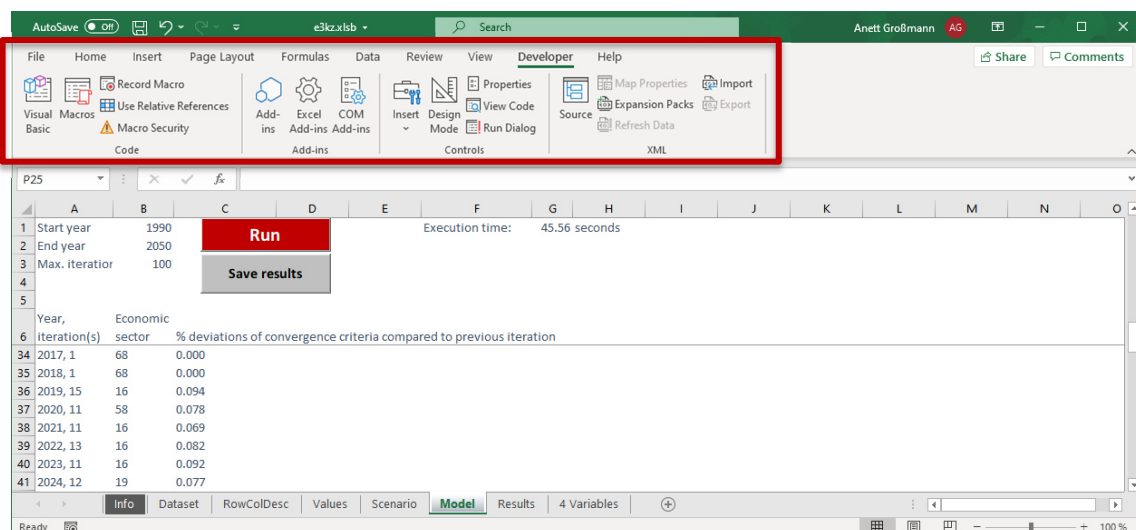 AutoSave Off e3kz.xlsb Search Anett Großmann AG
File Home Insert Page Layout Formulas Data Review View Developer Help Share Comments
Visual Basic
Macros
Record Macro
Use Relative References
Macro Security
Code
Add-ins
Excel Add-ins
COM Add-ins
Add-ins
Insert
Design Mode
Properties
View Code
Run Dialog
Controls
Source
Map Properties
Expansion Packs
Refresh Data
Import
Export
XML
P25 fx
A B C D E F G H I J K L M N O
1 Start year 1990 Run Execution time: 45.56 seconds
2 End year 2050
3 Max. iteration 100 Save results
4
5
Year, Economic
6 iteration(s) sector % deviations of convergence criteria compared to previous iteration
34 2017, 1 68 0.000
35 2018, 1 68 0.000
36 2019, 15 16 0.094
37 2020, 11 58 0.078
38 2021, 11 16 0.069
39 2022, 13 16 0.082
40 2023, 11 16 0.092
41 2024, 12 19 0.077
Info Dataset RowColDesc Values Scenario Model Results 4 Variables
Ready 100 %